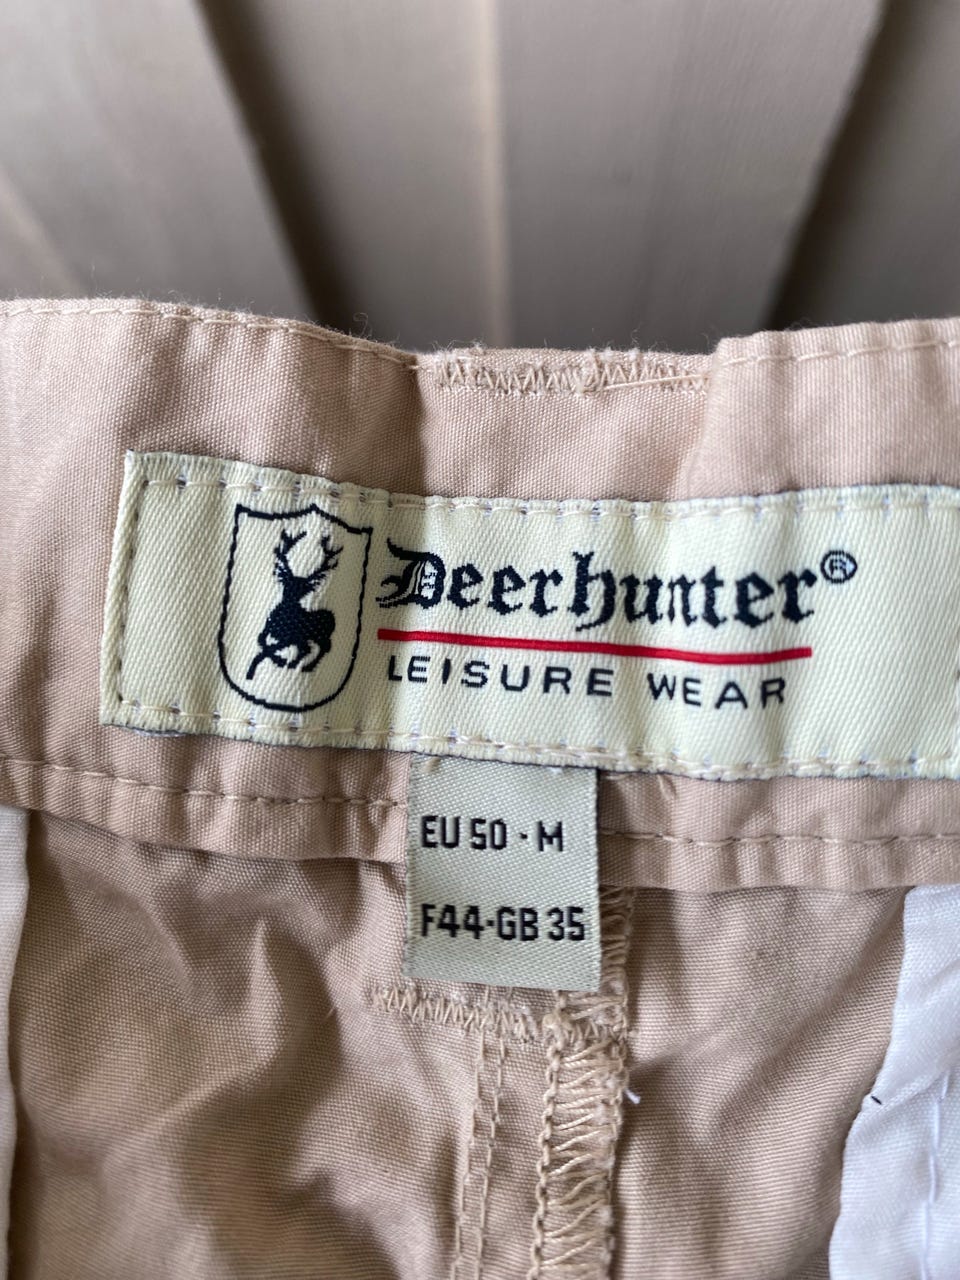 Deerhunter®
LEISURE WEAR
EU 50 - M
F44-GB 35